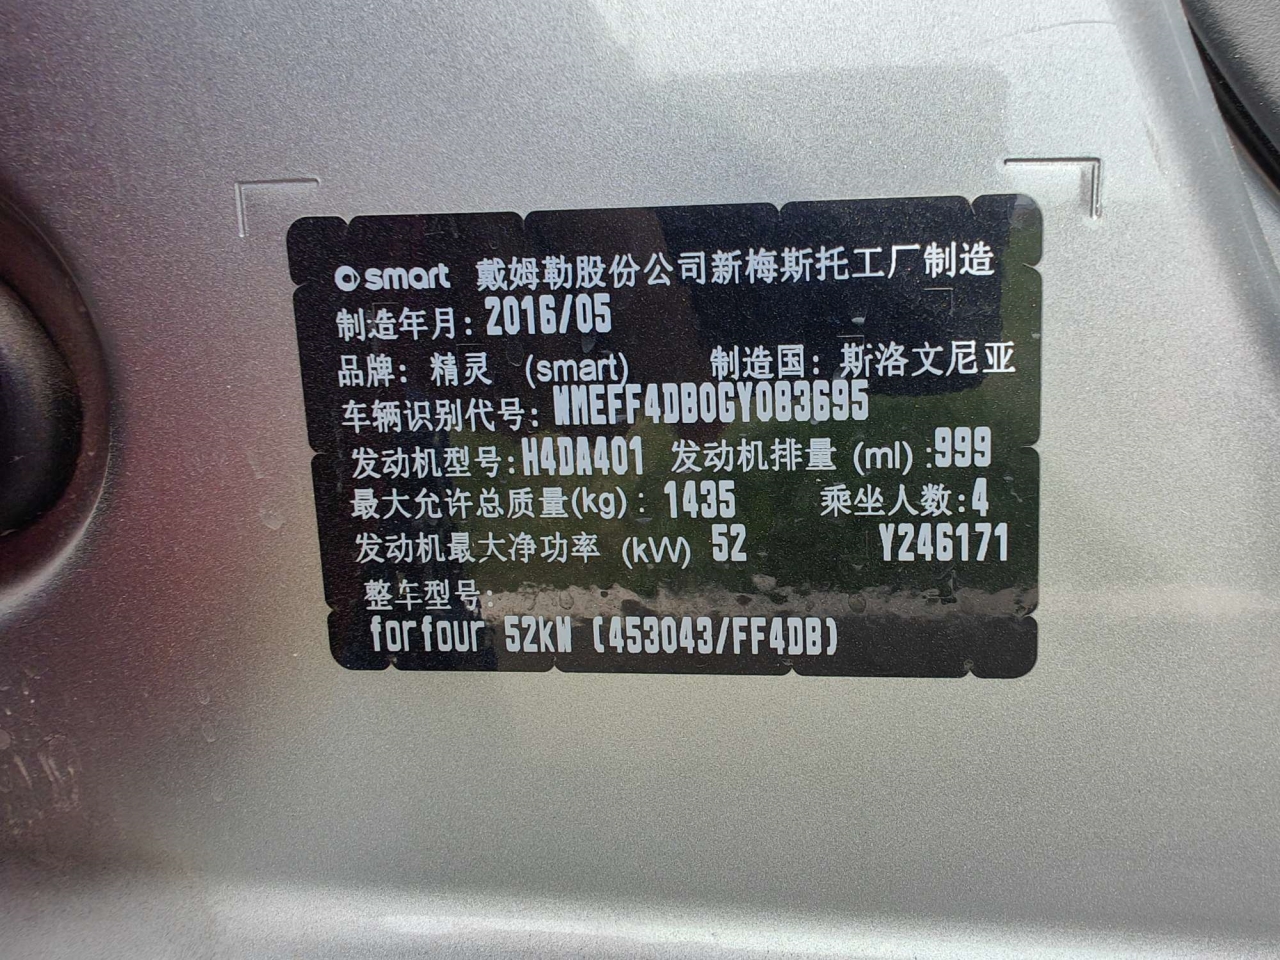 smart 戴姆勒股份公司新梅斯托工厂制造
制造年月: 2016/05
品牌: 精灵 (smart) 制造国: 斯洛文尼亚
车辆识别代号: WMEFF4DB0GY083695
发动机型号: H4DA401 发动机排量 (ml) :999
最大允许总质量(kg) : 1435 乘坐人数: 4
发动机最大净功率 (kW) 52 Y246171
整车型号:
forfour 52kW (453043/FF4DB)